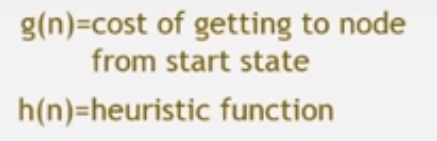 g(n)=cost of getting to node
from start state
h(n)=heuristic function